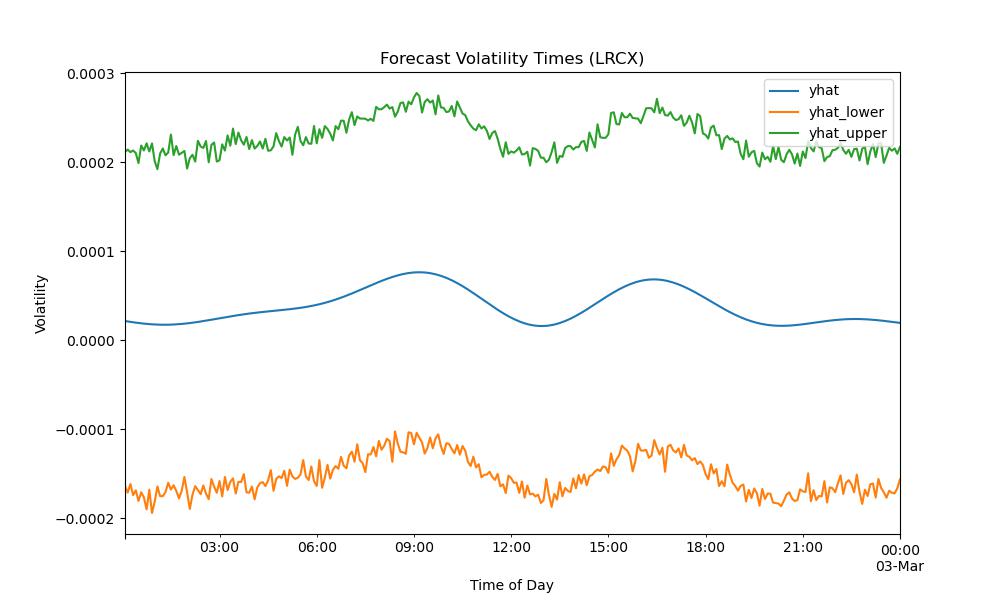 Forecast Volatility Times (LRCX)
yhat
yhat_lower
yhat_upper
0.0003
0.0002
0.0001
0.0000
−0.0001
−0.0002
Volatility
03:00
06:00
09:00
12:00
15:00
18:00
21:00
00:00
03-Mar
Time of Day